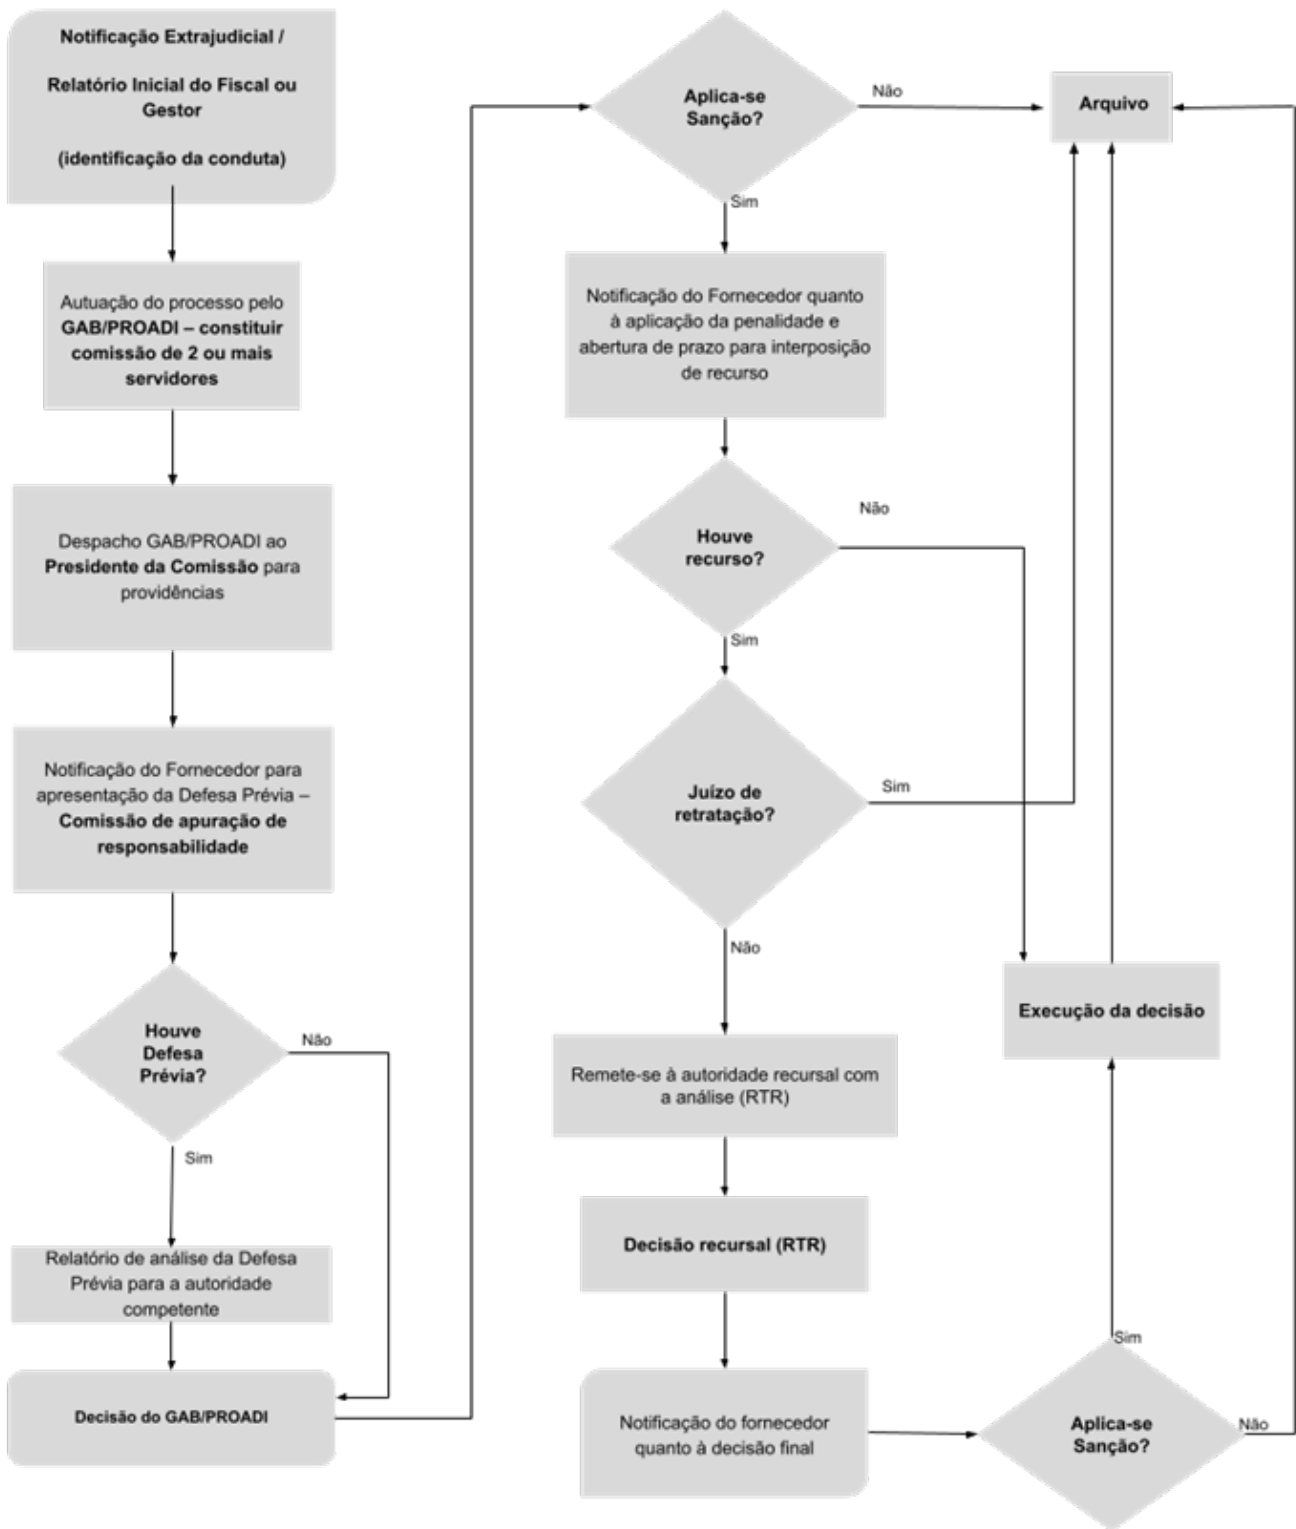 Notificação Extrajudicial /
Relatório Inicial do Fiscal ou
Gestor
(identificação da conduta)
Autuação do processo pelo
GAB/PROADI – constituir
comissão de 2 ou mais
servidores
Despacho GAB/PROADI ao
Presidente da Comissão para
providências
Notificação do Fornecedor para
apresentação da Defesa Prévia –
Comissão de apuração de
responsabilidade
Houve
Defesa
Prévia?
Não
Sim
Relatório de análise da Defesa
Prévia para a autoridade
competente
Decisão do GAB/PROADI
Aplica-se
Sanção?
Não
Sim
Arquivo
Notificação do Fornecedor quanto
à aplicação da penalidade e
abertura de prazo para interposição
de recurso
Houve
recurso?
Não
Sim
Juízo de
retratação?
Sim
Não
Remete-se à autoridade recursal com
a análise (RTR)
Decisão recursal (RTR)
Notificação do fornecedor
quanto à decisão final
Execução da decisão
Sim
Aplica-se
Sanção?
Não